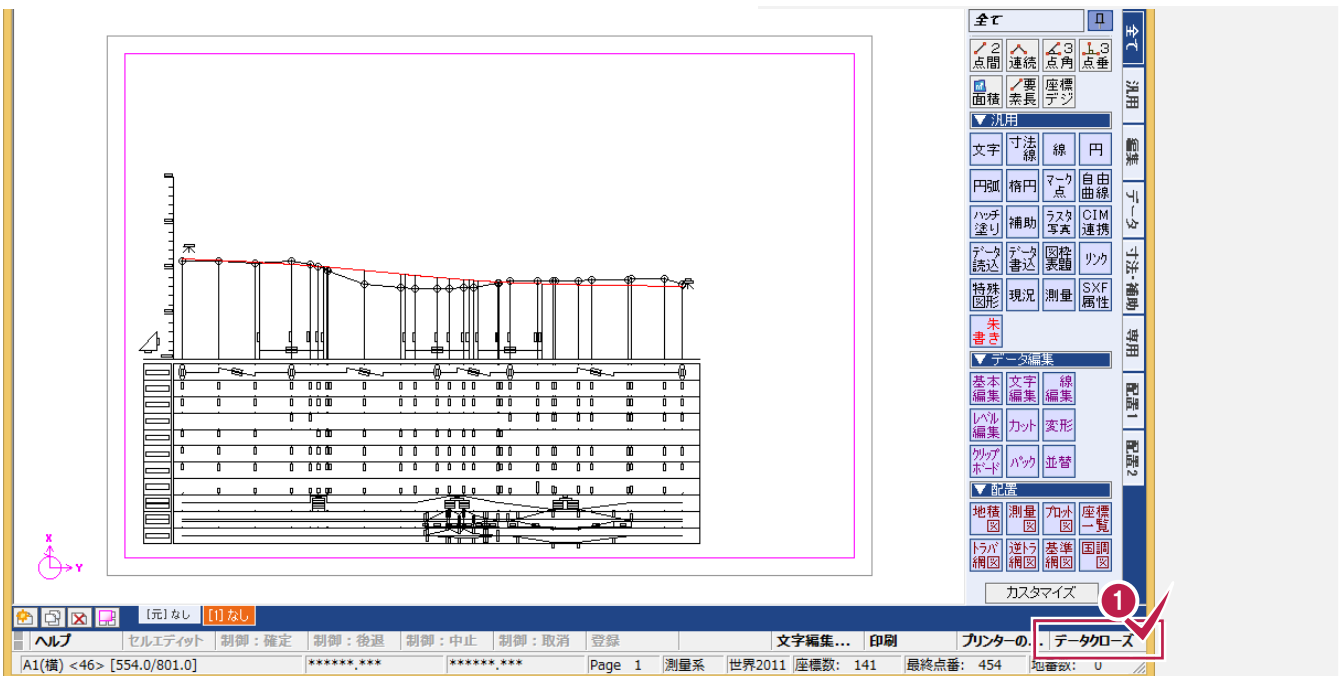 全て
2
点間
連続
3
点角
3
点垂
面積
要
素長
座標
デジ
▼ 汎用
文字
寸法
線
線
円
円弧
楕円
マーク
点
自由
曲線
ハッチ
塗り
補助
ラスタ
写真
CIM
連携
データ
読込
データ
書込
図枠
表題
リンク
特殊
図形
現況
測量
SXF
属性
朱
書き
▼ データ編集
基本
編集
文字
編集
線
編集
レベル
編集
カット
変形
クリップ
ボード
パック
並替
▼ 配置
地積
図
測量
図
プロット
図
座標
一覧
トラバ
網図
逆トラ
網図
基準
網図
国調
図
カスタマイズ
全て
汎用
編集
データ
寸法・補助
専用
配置1
配置2
X
Y
1
[元] なし [1] なし
ヘルプ セルエディット 制御:確定 制御:後退 制御:中止 制御:取消 登録 文字編集... 印刷 プリンターの... データクローズ
A1(横) <46> [554.0/801.0] ******.*** ******.*** Page 1 測量系 世界2011 座標数: 141 最終点番: 454 地番数: 0